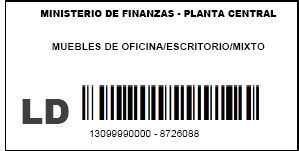 MINISTERIO DE FINANZAS - PLANTA CENTRAL
MUEBLES DE OFICINA/ESCRITORIO/MIXTO
LD
13099990000 - 8726088